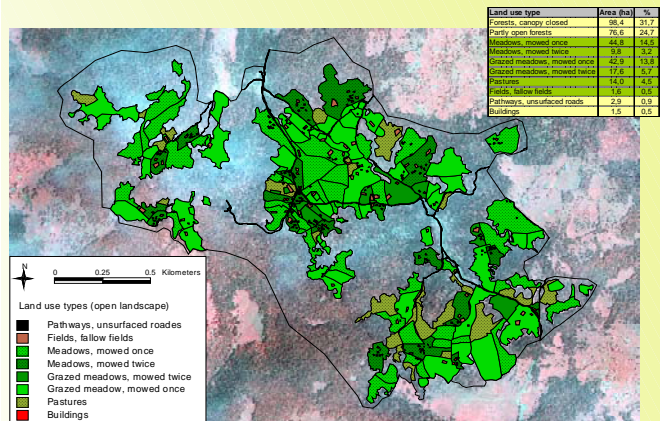 Land use type Area (ha) %
Forests, canopy closed 98,4 31,7
Partly open forests 76,6 24,7
Meadows, mowed once 44,8 14,5
Meadows, mowed twice 9,8 3,2
Grazed meadows, mowed once 42,9 13,8
Grazed meadows, mowed twice 17,6 5,7
Pastures 14,0 4,5
Fields, fallow fields 1,6 0,5
Pathways, unsurfaced roads 2,9 0,9
Buildings 1,5 0,5
N
0 0.25 0.5 Kilometers
Land use types (open landscape)
Pathways, unsurfaced roades
Fields, fallow fields
Meadows, mowed once
Meadows, mowed twice
Grazed meadows, mowed twice
Grazed meadow, mowed once
Pastures
Buildings